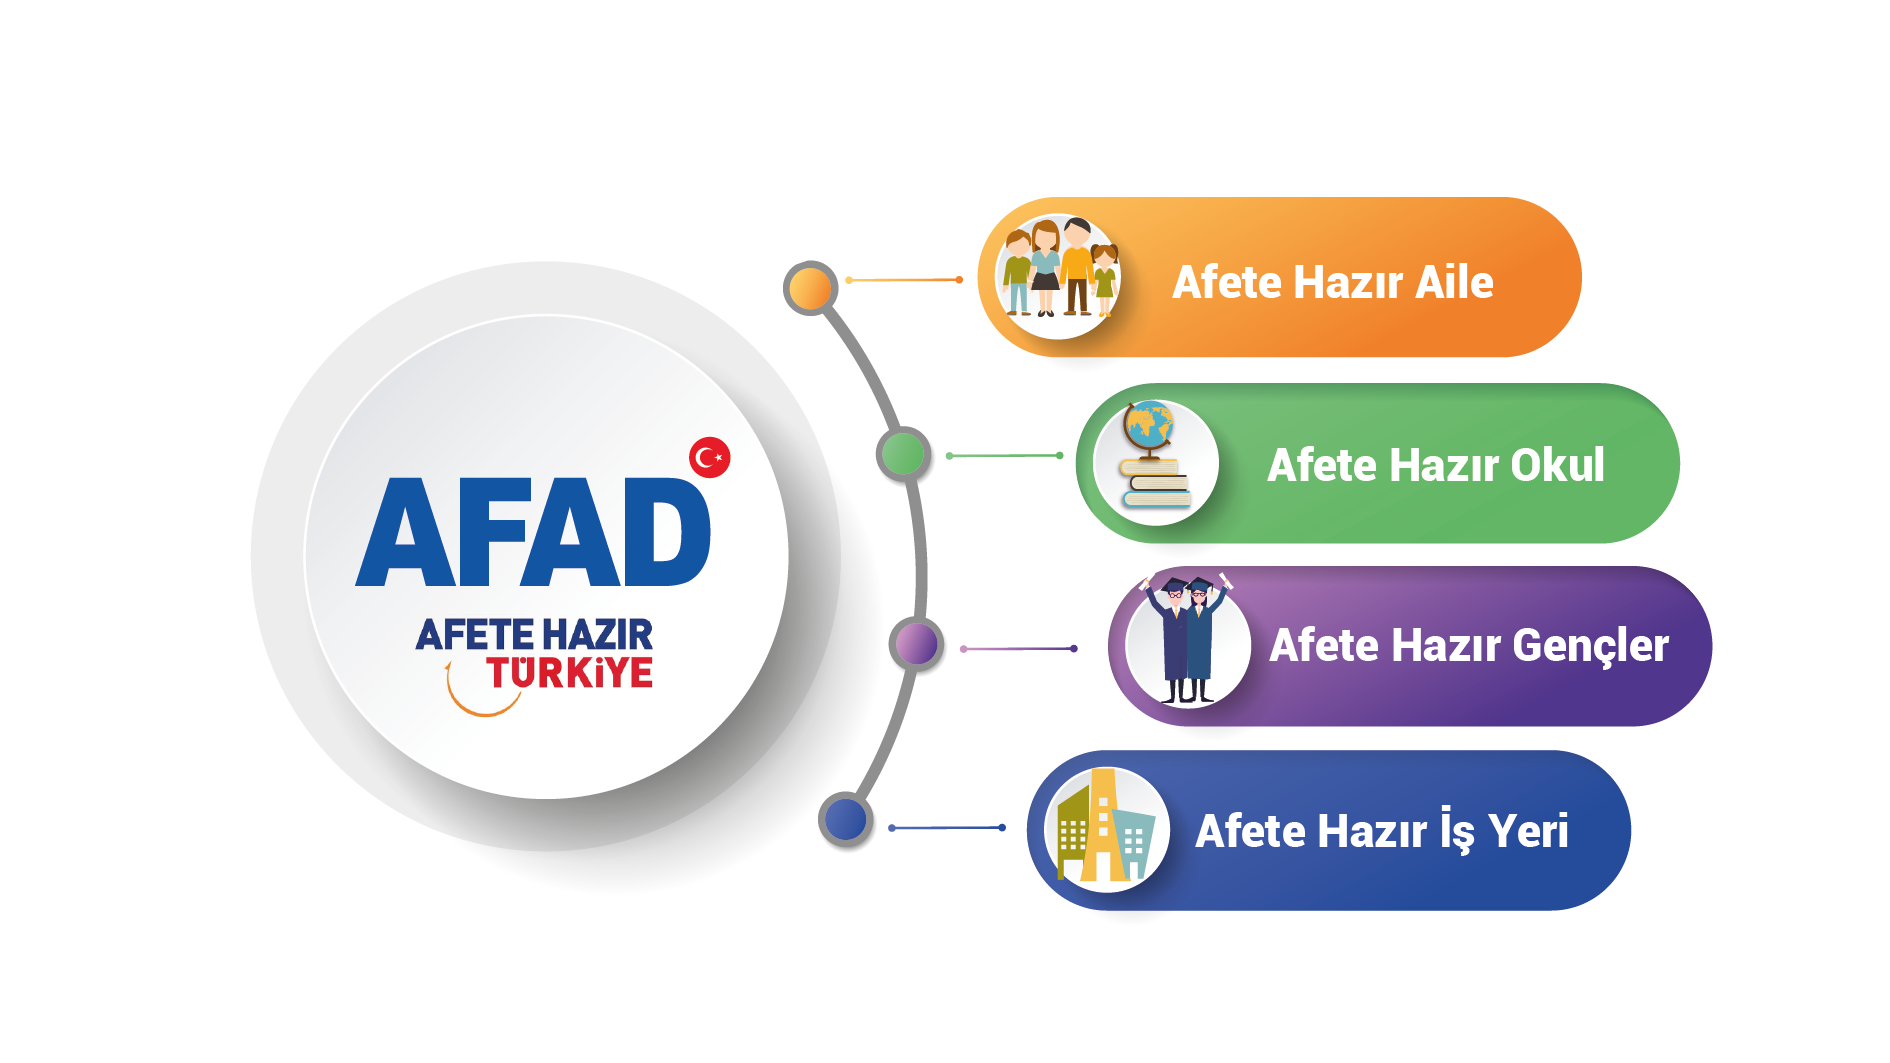 AFAD
AFETE HAZIR
TÜRKİYE
Afete Hazır Aile
Afete Hazır Okul
Afete Hazır Gençler
Afete Hazır İş Yeri